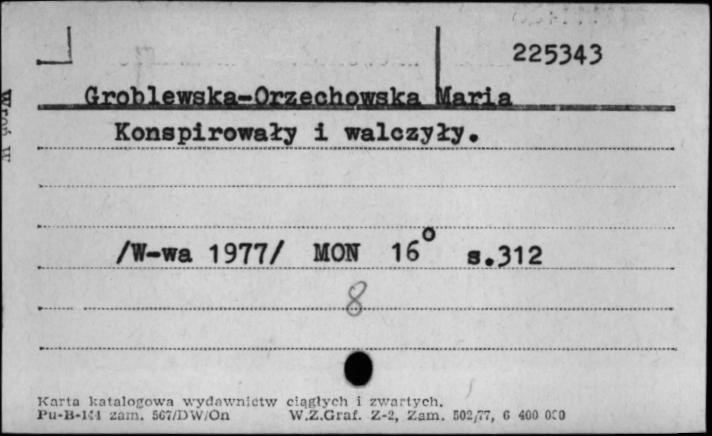 225343
Groblewska-Orzechowska Maria
Konspirowały i walczyły.
/W-wa 1977/ MON 16° s.312
8
Karta katalogowa wydawnictw ciągłych i zwartych.
Pu-B-144 zam. 567/DW/On W.Z.Graf. Z-2, Zam. 502/77, 6 400 000